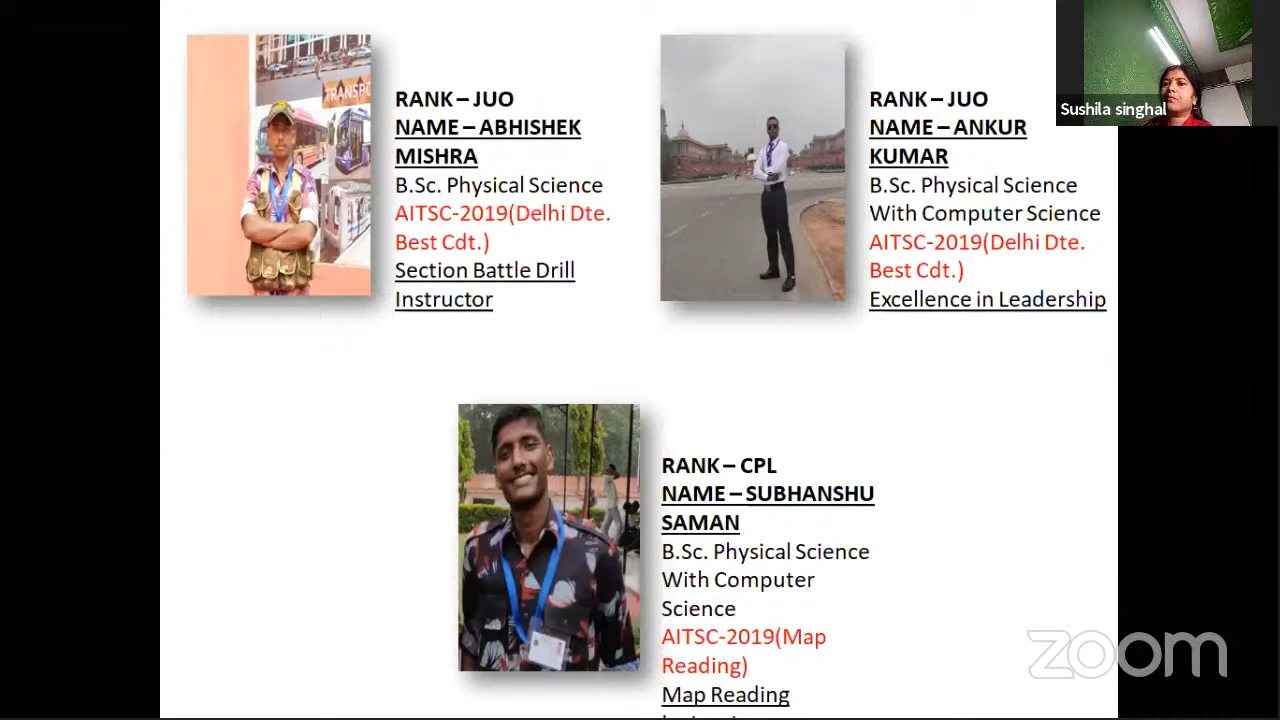 TRANSPO
RANK – JUO
NAME – ABHISHEK
MISHRA
B.Sc. Physical Science
AITSC-2019(Delhi Dte.
Best Cdt.)
Section Battle Drill
Instructor
RANK – JUO
NAME – ANKUR
KUMAR
B.Sc. Physical Science
With Computer Science
AITSC-2019(Delhi Dte.
Best Cdt.)
Excellence in Leadership
Sushila singhal
RANK – CPL
NAME – SUBHANSHU
SAMAN
B.Sc. Physical Science
With Computer
Science
AITSC-2019(Map
Reading)
Map Reading
zoom